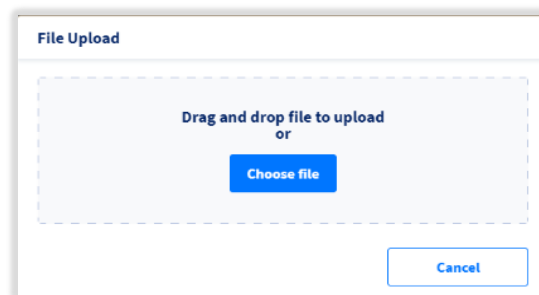 File Upload
Drag and drop file to upload
or
Choose file
Cancel